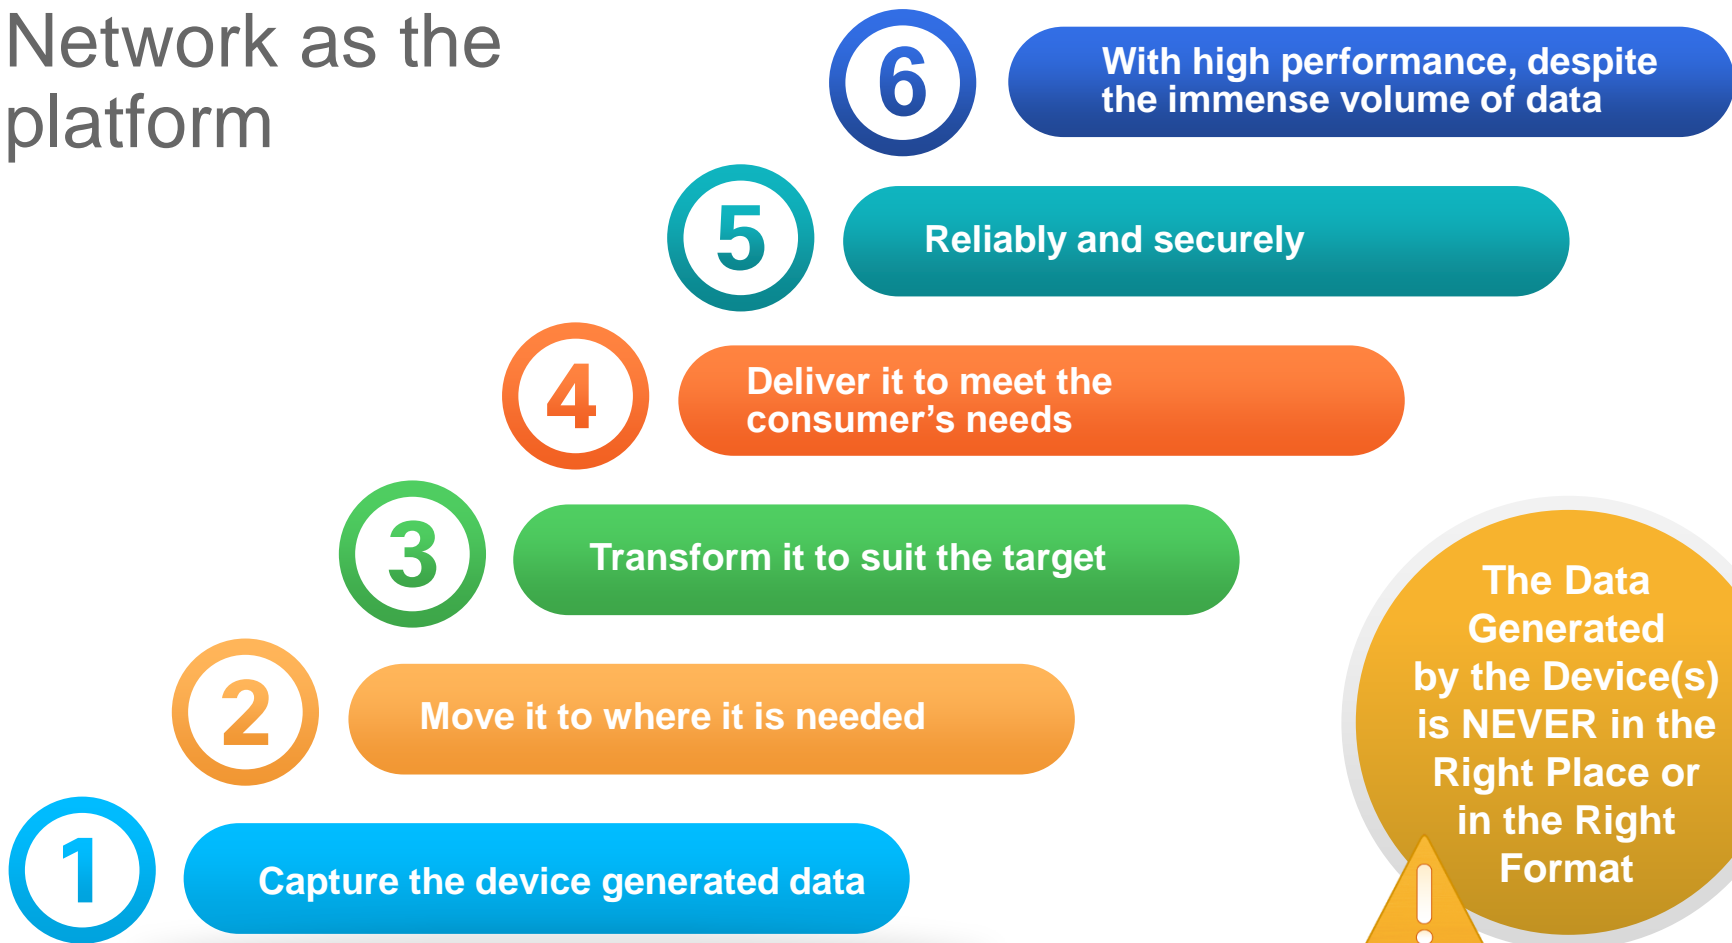 Network as the
platform
6
With high performance, despite
the immense volume of data
5
Reliably and securely
4
Deliver it to meet the
consumer’s needs
3
Transform it to suit the target
2
Move it to where it is needed
1
Capture the device generated data
The Data
Generated
by the Device(s)
is NEVER in the
Right Place or
in the Right
Format
!